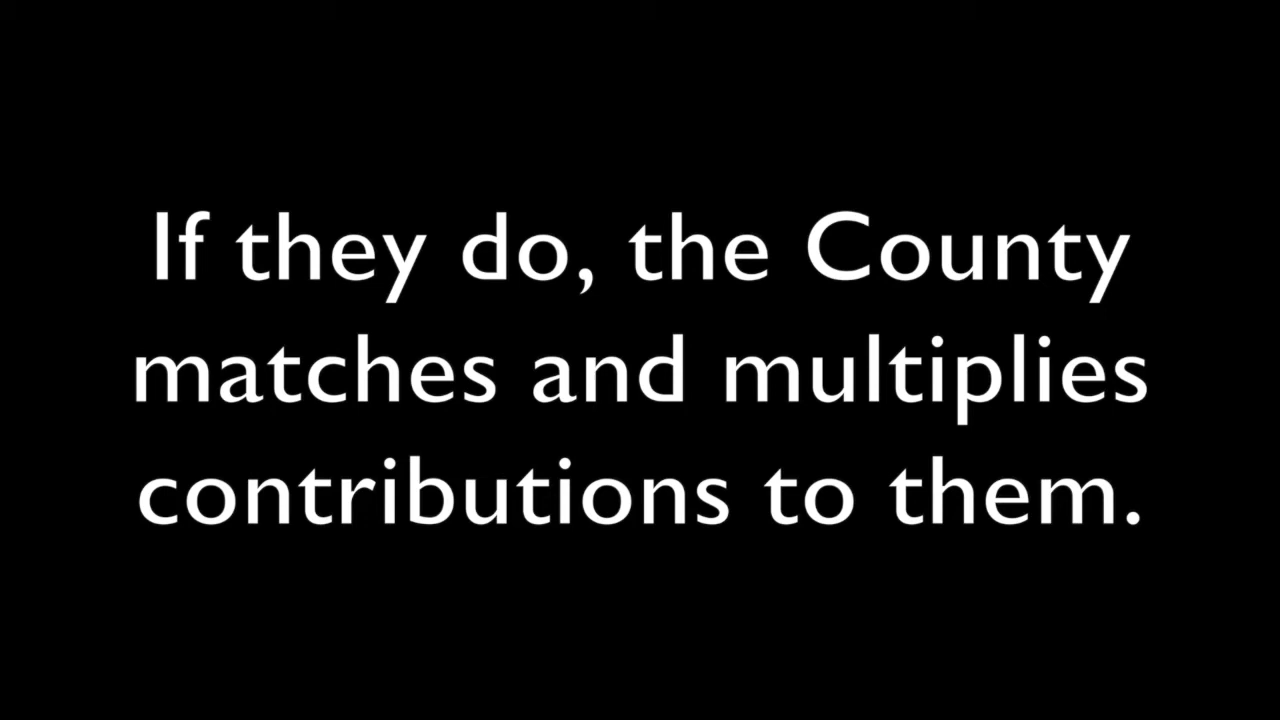 If they do, the County
matches and multiplies
contributions to them.